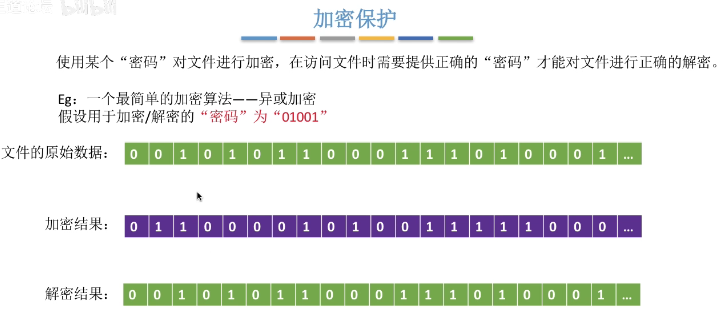 加密保护
使用某个“密码”对文件进行加密，在访问文件时需要提供正确的“密码”才能对文件进行正确的解密。
Eg：一个最简单的加密算法——异或加密
假设用于加密/解密的“密码”为“01001”
文件的原始数据： 0 0 1 0 1 0 1 1 0 0 0 1 1 1 0 1 0 0 0 1 ...
加密结果： 0 1 1 0 0 0 0 1 0 1 0 0 1 1 1 1 1 0 0 0 ...
解密结果： 0 0 1 0 1 0 1 1 0 0 0 1 1 1 0 1 0 0 0 1 ...